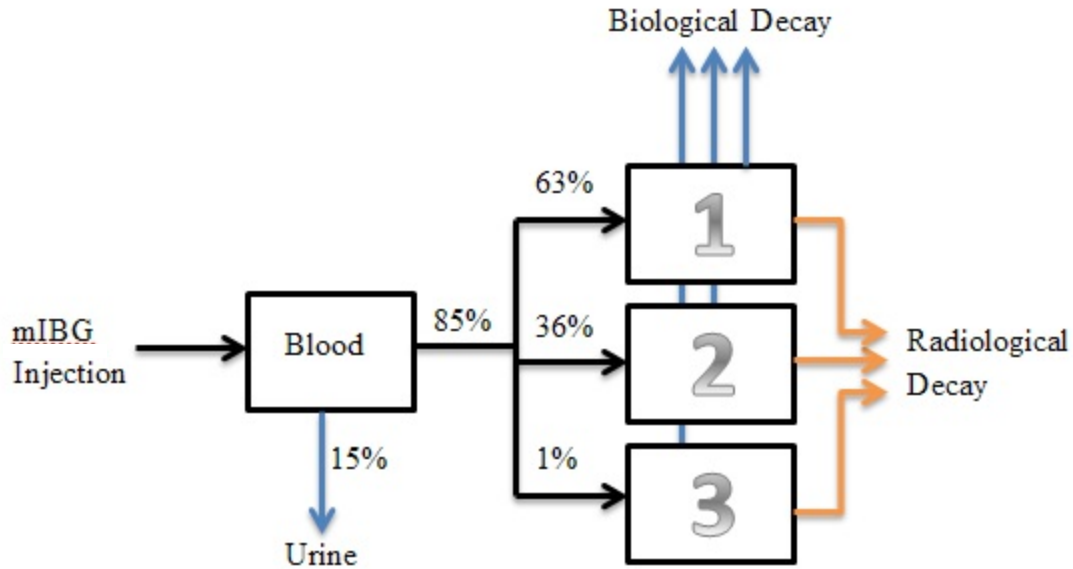 Biological Decay
63%
1
mIBG
Injection
Blood
85%
36%
2
Radiological
Decay
15%
1%
3
Urine